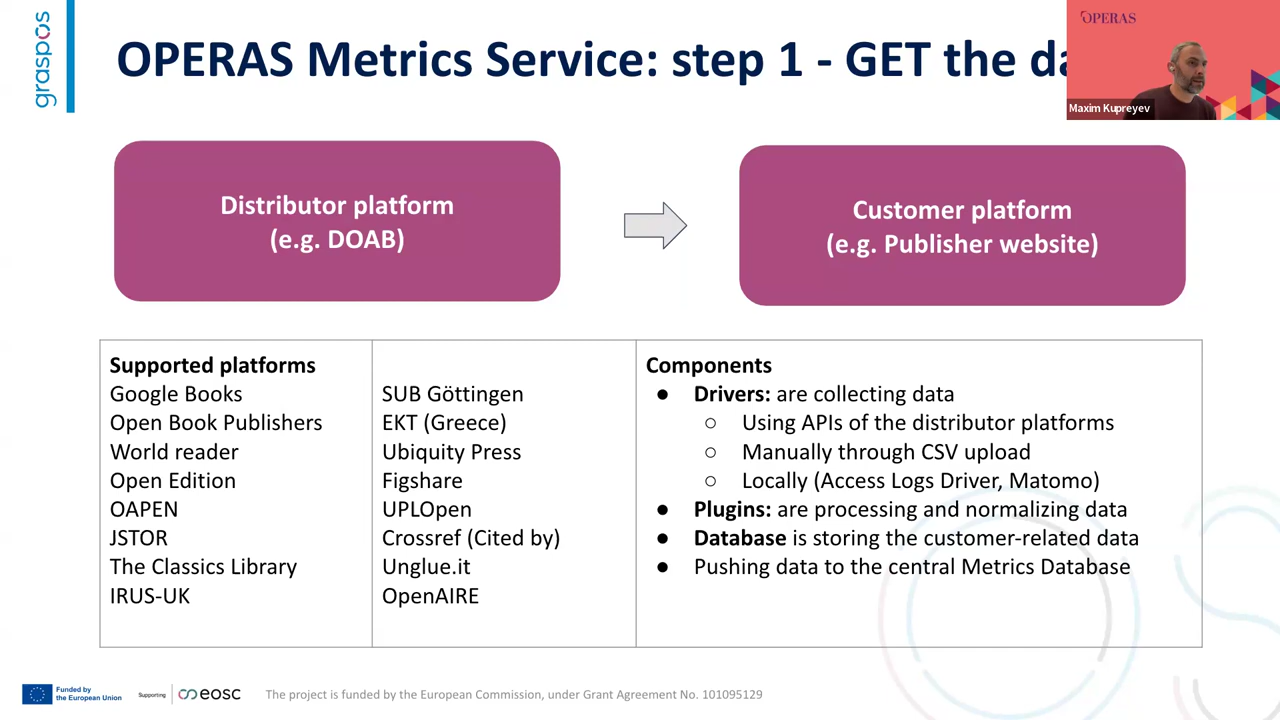 graspos
OPERAS Metrics Service: step 1 - GET the da
OPERAS
Maxim Kupreyev
Distributor platform
(e.g. DOAB)
Customer platform
(e.g. Publisher website)
Supported platforms
Google Books
Open Book Publishers
World reader
Open Edition
OAPEN
JSTOR
The Classics Library
IRUS-UK
SUB Göttingen
EKT (Greece)
Ubiquity Press
Figshare
UPLOpen
Crossref (Cited by)
Unglue.it
OpenAIRE
Components
● Drivers: are collecting data
○ Using APIs of the distributor platforms
○ Manually through CSV upload
○ Locally (Access Logs Driver, Matomo)
● Plugins: are processing and normalizing data
● Database is storing the customer-related data
● Pushing data to the central Metrics Database
Funded by
the European Union
Supporting
eosc
The project is funded by the European Commission, under Grant Agreement No. 101095129